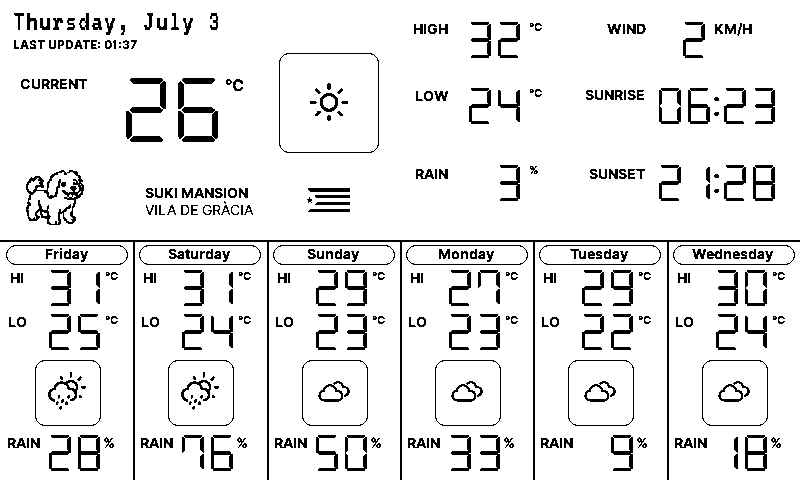 Thursday, July 3
LAST UPDATE: 01:37
CURRENT 26 °C
HIGH 32 °C
WIND 2 KM/H
LOW 24 °C
SUNRISE 06:23
RAIN 3 %
SUNSET 21:28
SUKI MANSION
VILA DE GRÀCIA
Friday
HI 31 °C
LO 25 °C
RAIN 28 %
Saturday
HI 31 °C
LO 24 °C
RAIN 76 %
Sunday
HI 29 °C
LO 23 °C
RAIN 50 %
Monday
HI 27 °C
LO 23 °C
RAIN 33 %
Tuesday
HI 29 °C
LO 22 °C
RAIN 9 %
Wednesday
HI 30 °C
LO 24 °C
RAIN 18 %